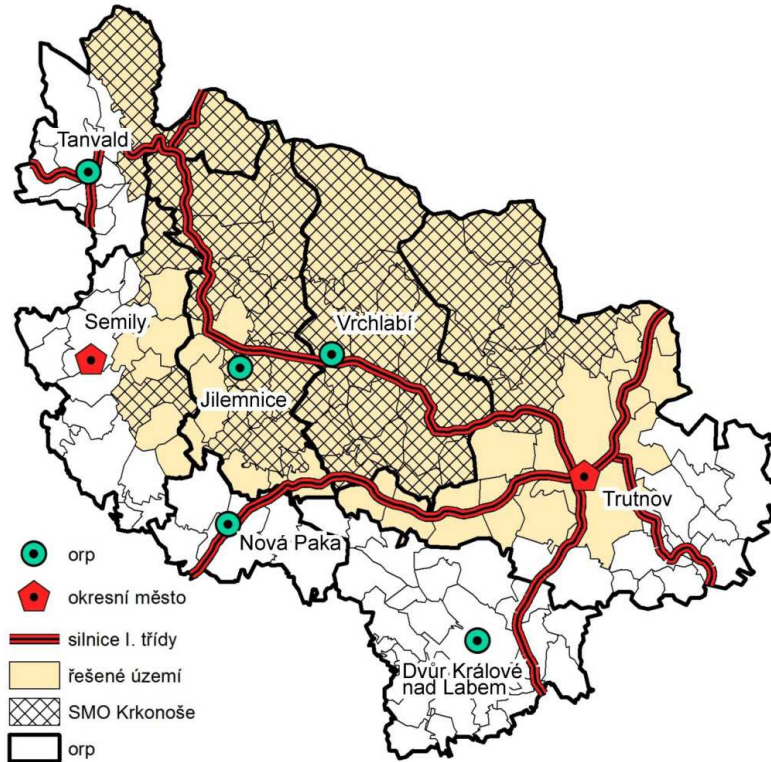 Tanvald
Semily
Vrchlabí
Jilemnice
Trutnov
Nová Paka
Dvůr Králové
nad Labem
orp
okresní město
silnice I. třídy
řešené území
SMO Krkonoše
orp